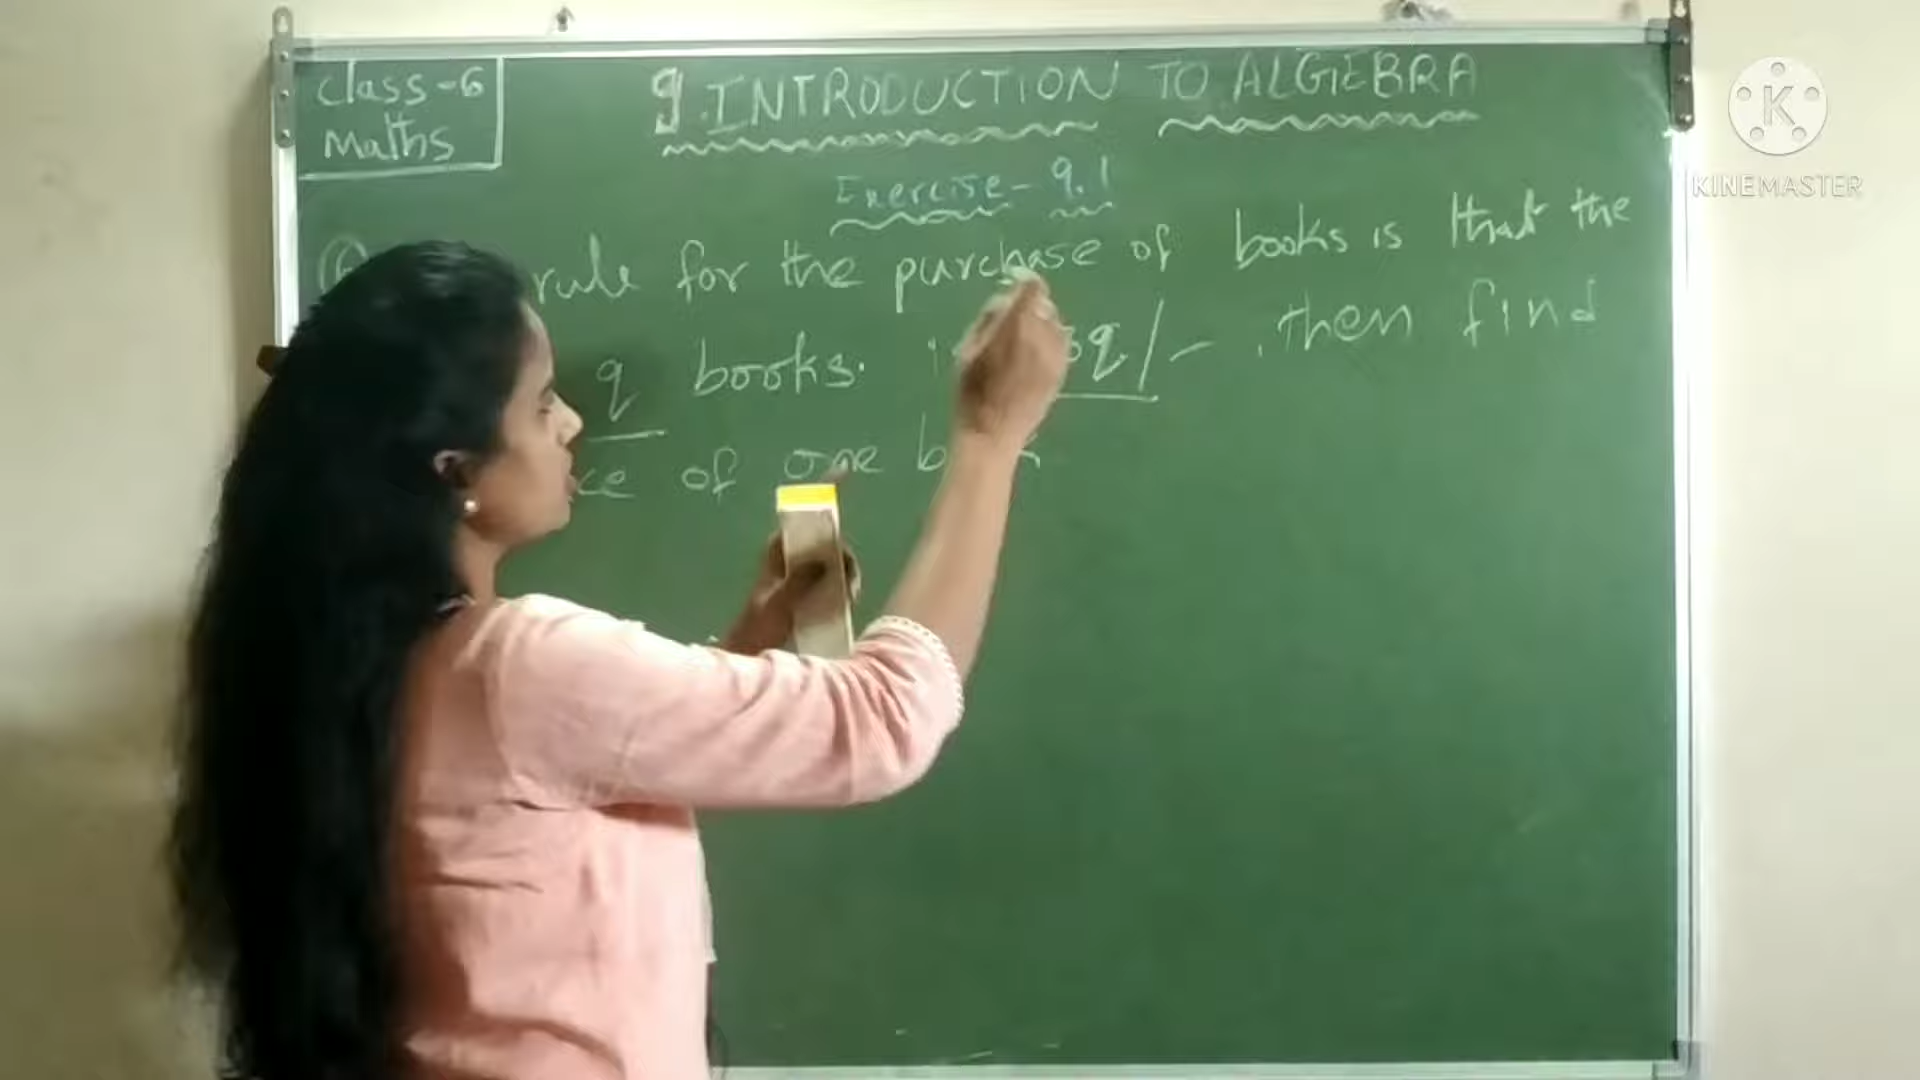 class-6
Maths
9.INTRODUCTION TO ALGEBRA
Exercise-9.1
rule for the purchase of books is that the
q books. q/- .then find
of one
K
KINEMASTER